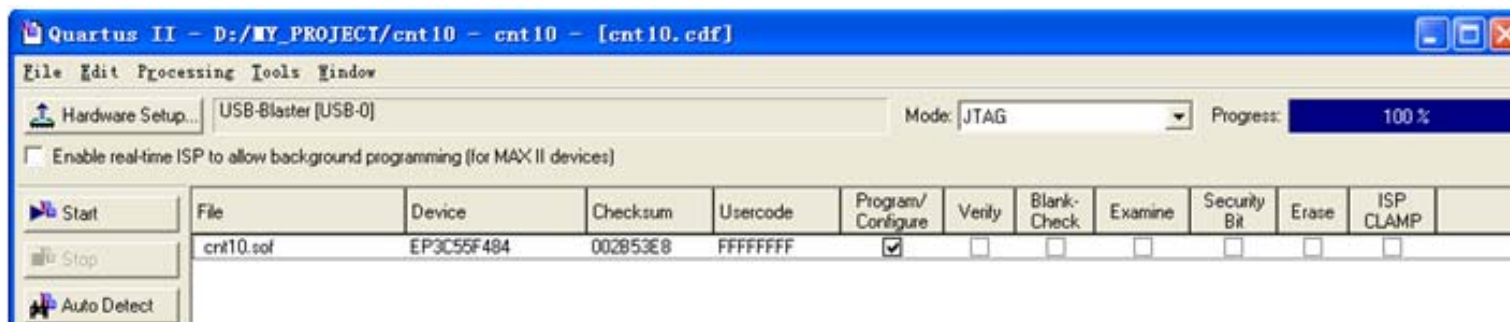 Quartus II - D:/MY_PROJECT/cnt10 - cnt10 - [cnt10.cdf]
File Edit Processing Tools Window
Hardware Setup... USB-Blaster [USB-0] Mode: JTAG Progress: 100 %
Enable real-time ISP to allow background programming (for MAX II devices)
Start
Stop
Auto Detect
File Device Checksum Usercode Program/Configure Verify Blank-Check Examine Security Bit Erase ISP CLAMP
cnt10.sof EP3C55F484 002B53E8 FFFFFFFF